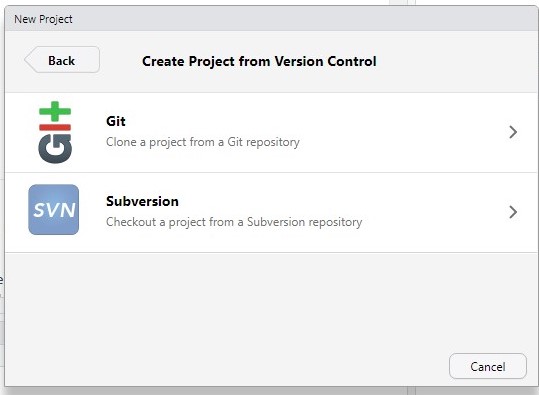 New Project
Back
Create Project from Version Control
git
Git
Clone a project from a Git repository
SVN
Subversion
Checkout a project from a Subversion repository
Cancel